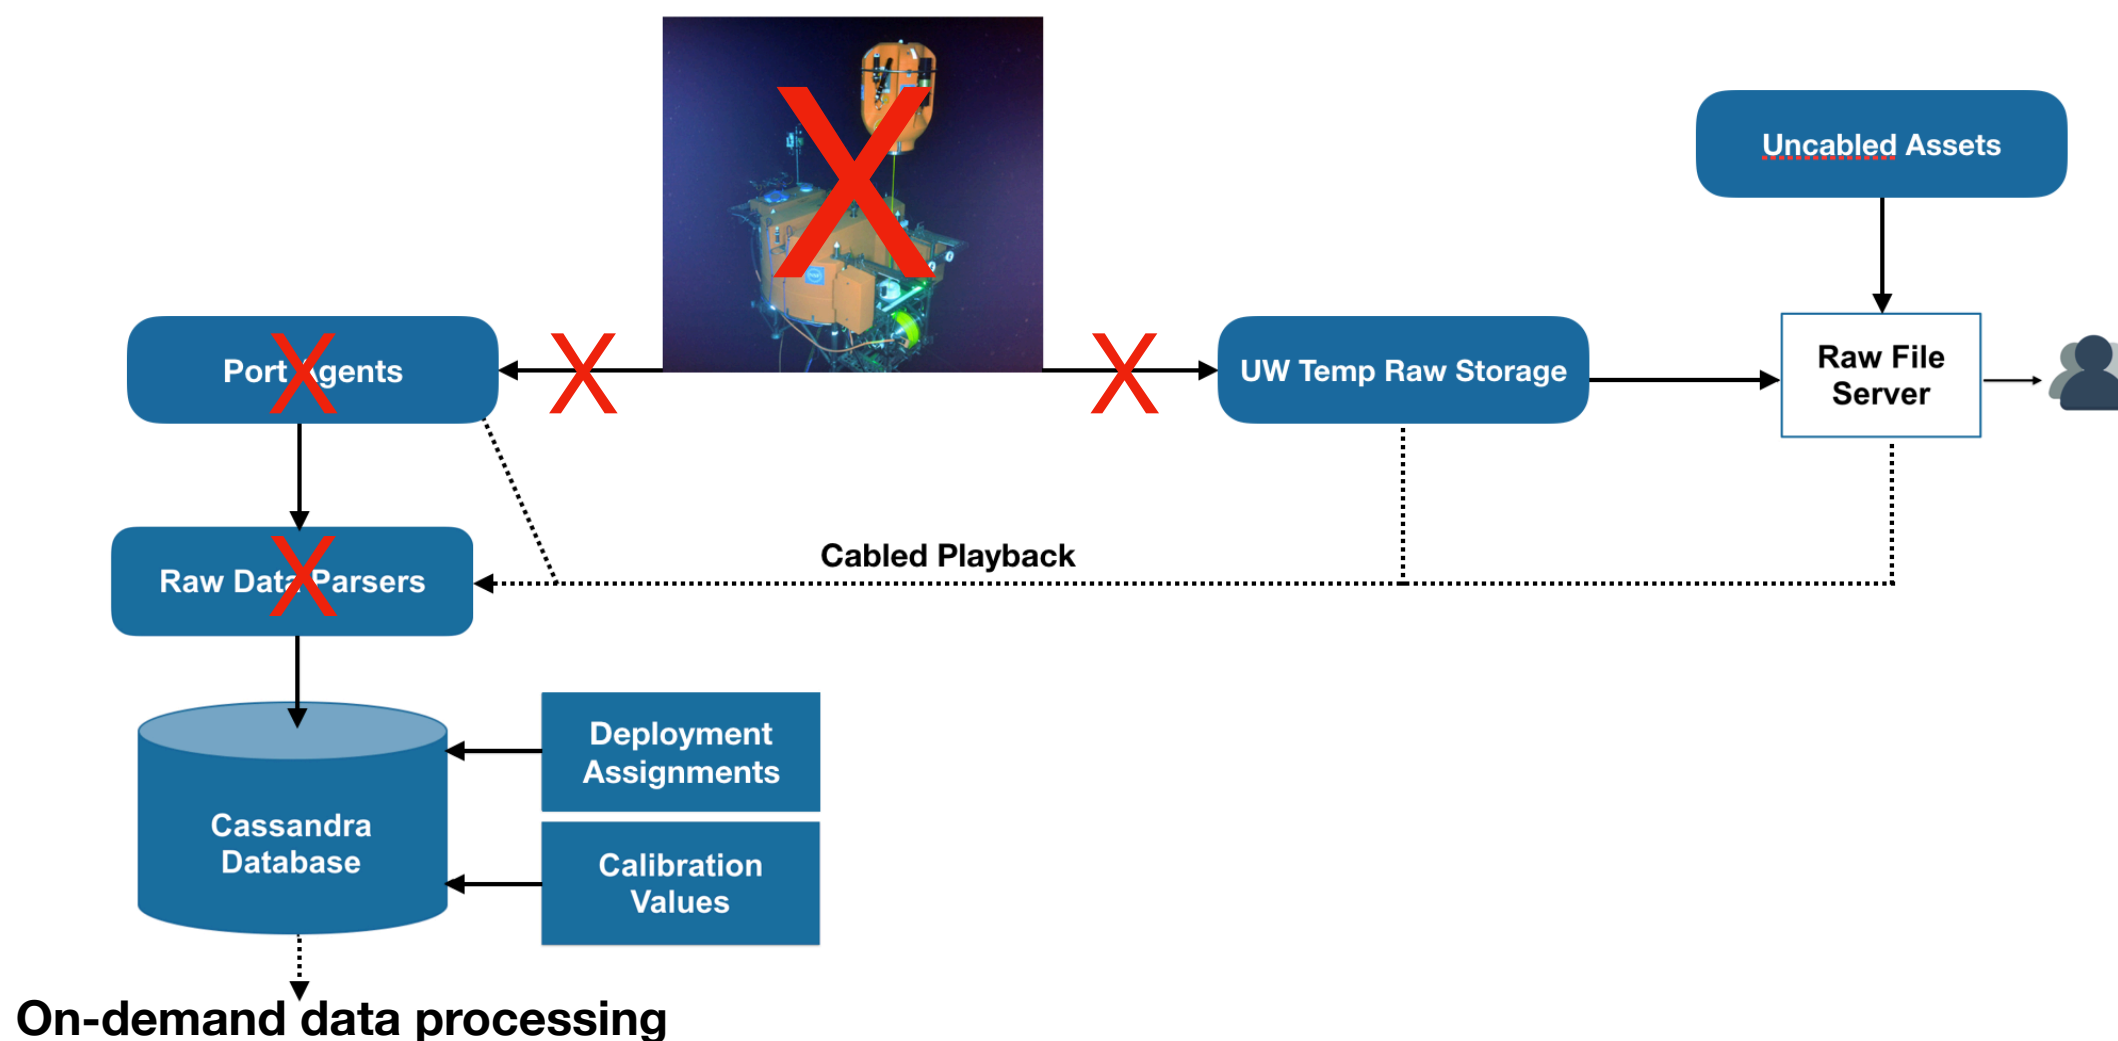 Uncabled Assets
Port Agents
UW Temp Raw Storage
Raw File
Server
Cabled Playback
Raw Data Parsers
Deployment
Assignments
Cassandra
Database
Calibration
Values
On-demand data processing